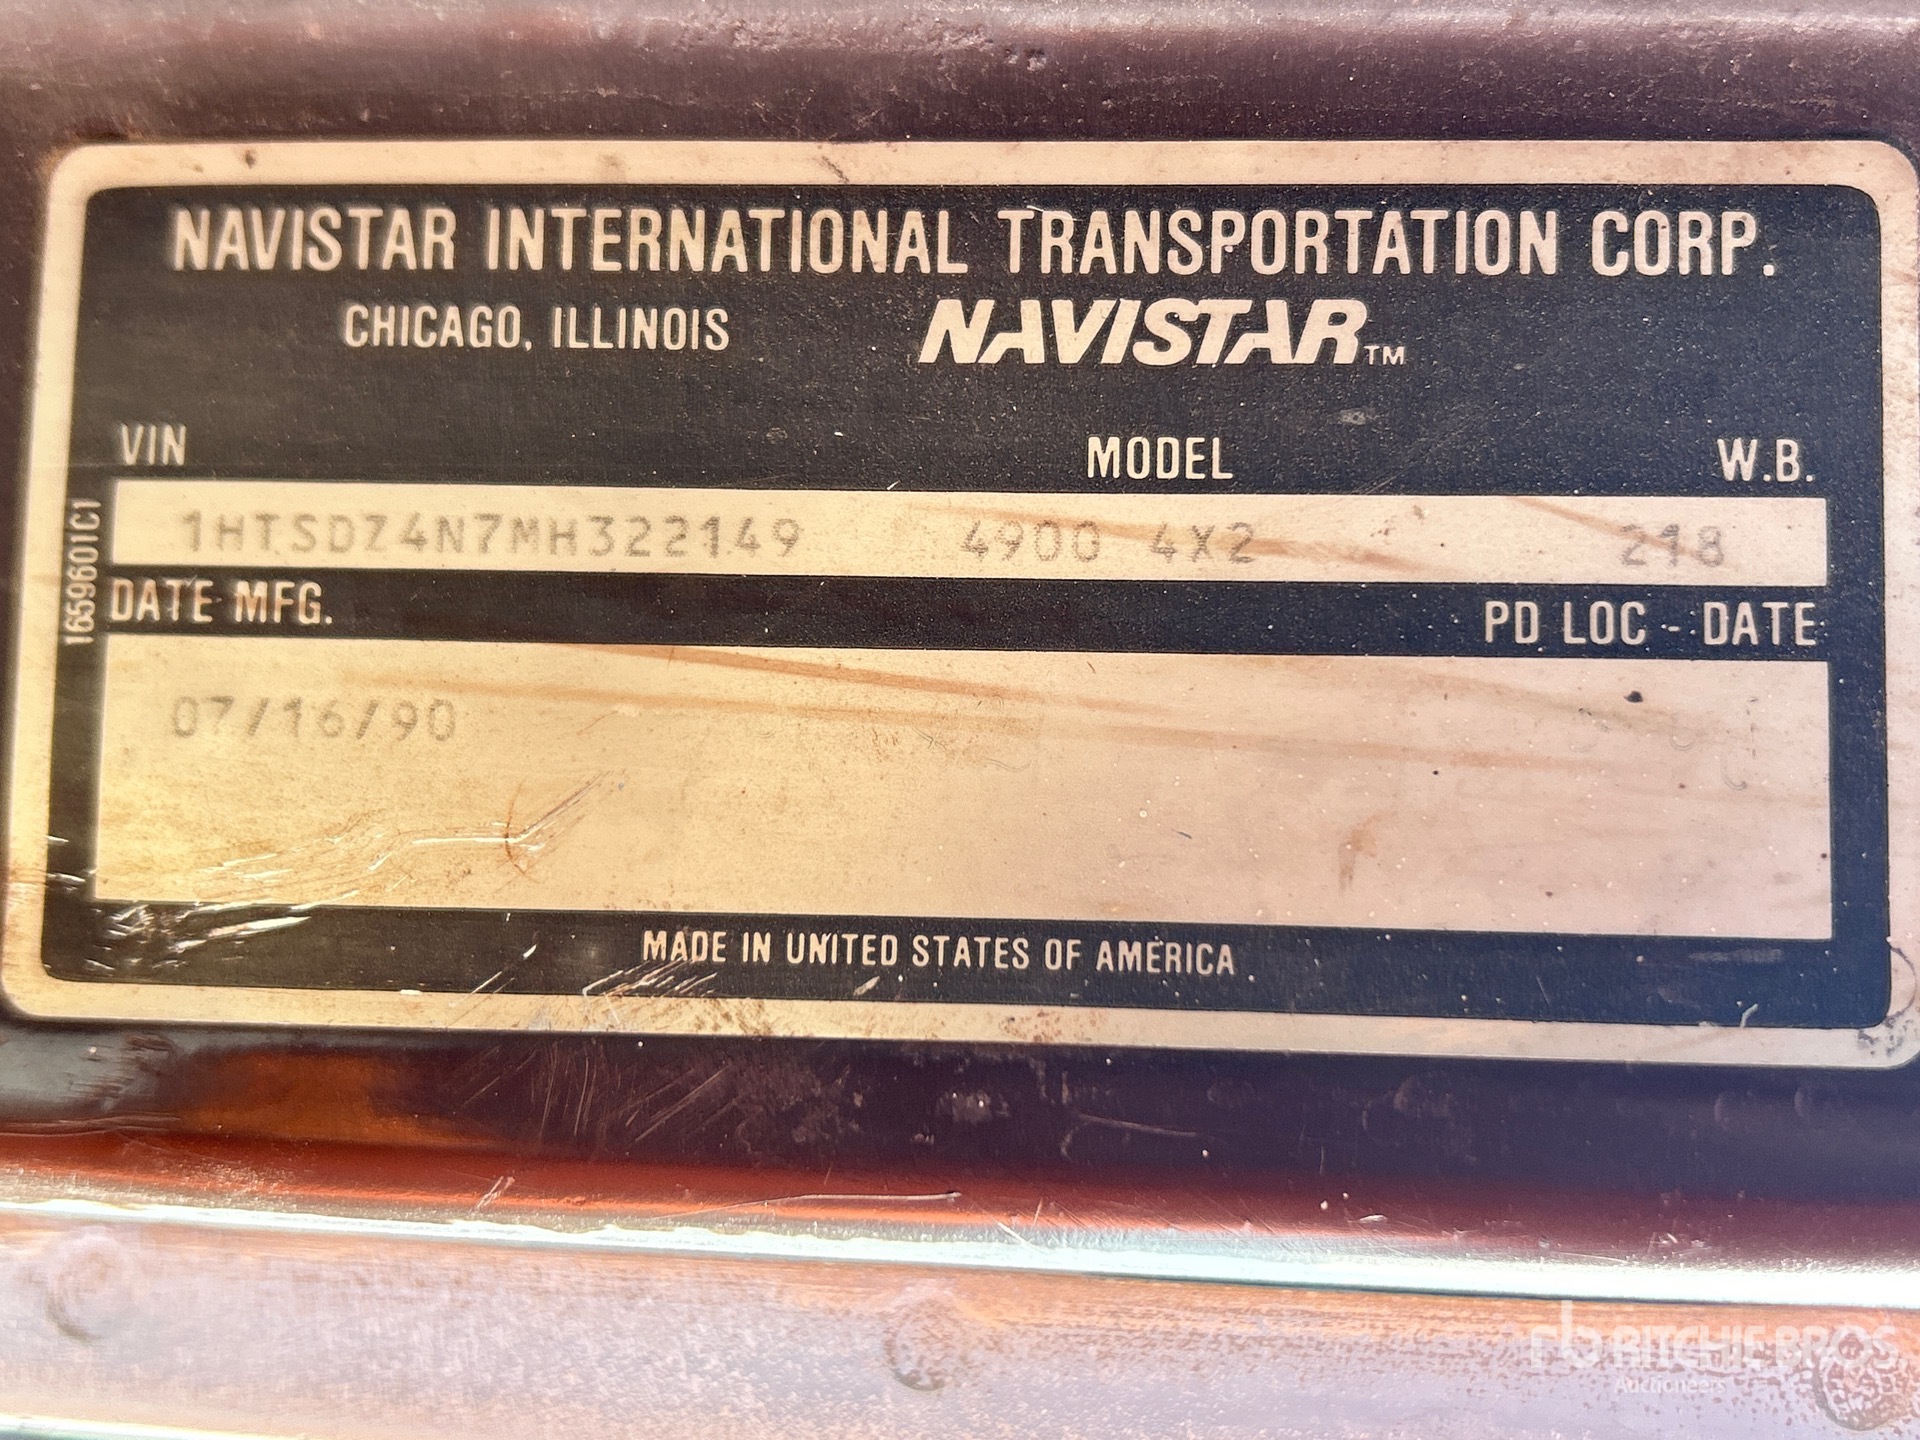 NAVISTAR INTERNATIONAL TRANSPORTATION CORP.
CHICAGO, ILLINOIS NAVISTAR™
VIN MODEL W.B.
1HTSDZ4N7MH322149 4900 4X2 218
1659601C1
DATE MFG. PD LOC - DATE
07/16/90
MADE IN UNITED STATES OF AMERICA
rb RITCHIE BROS
Auctioneers